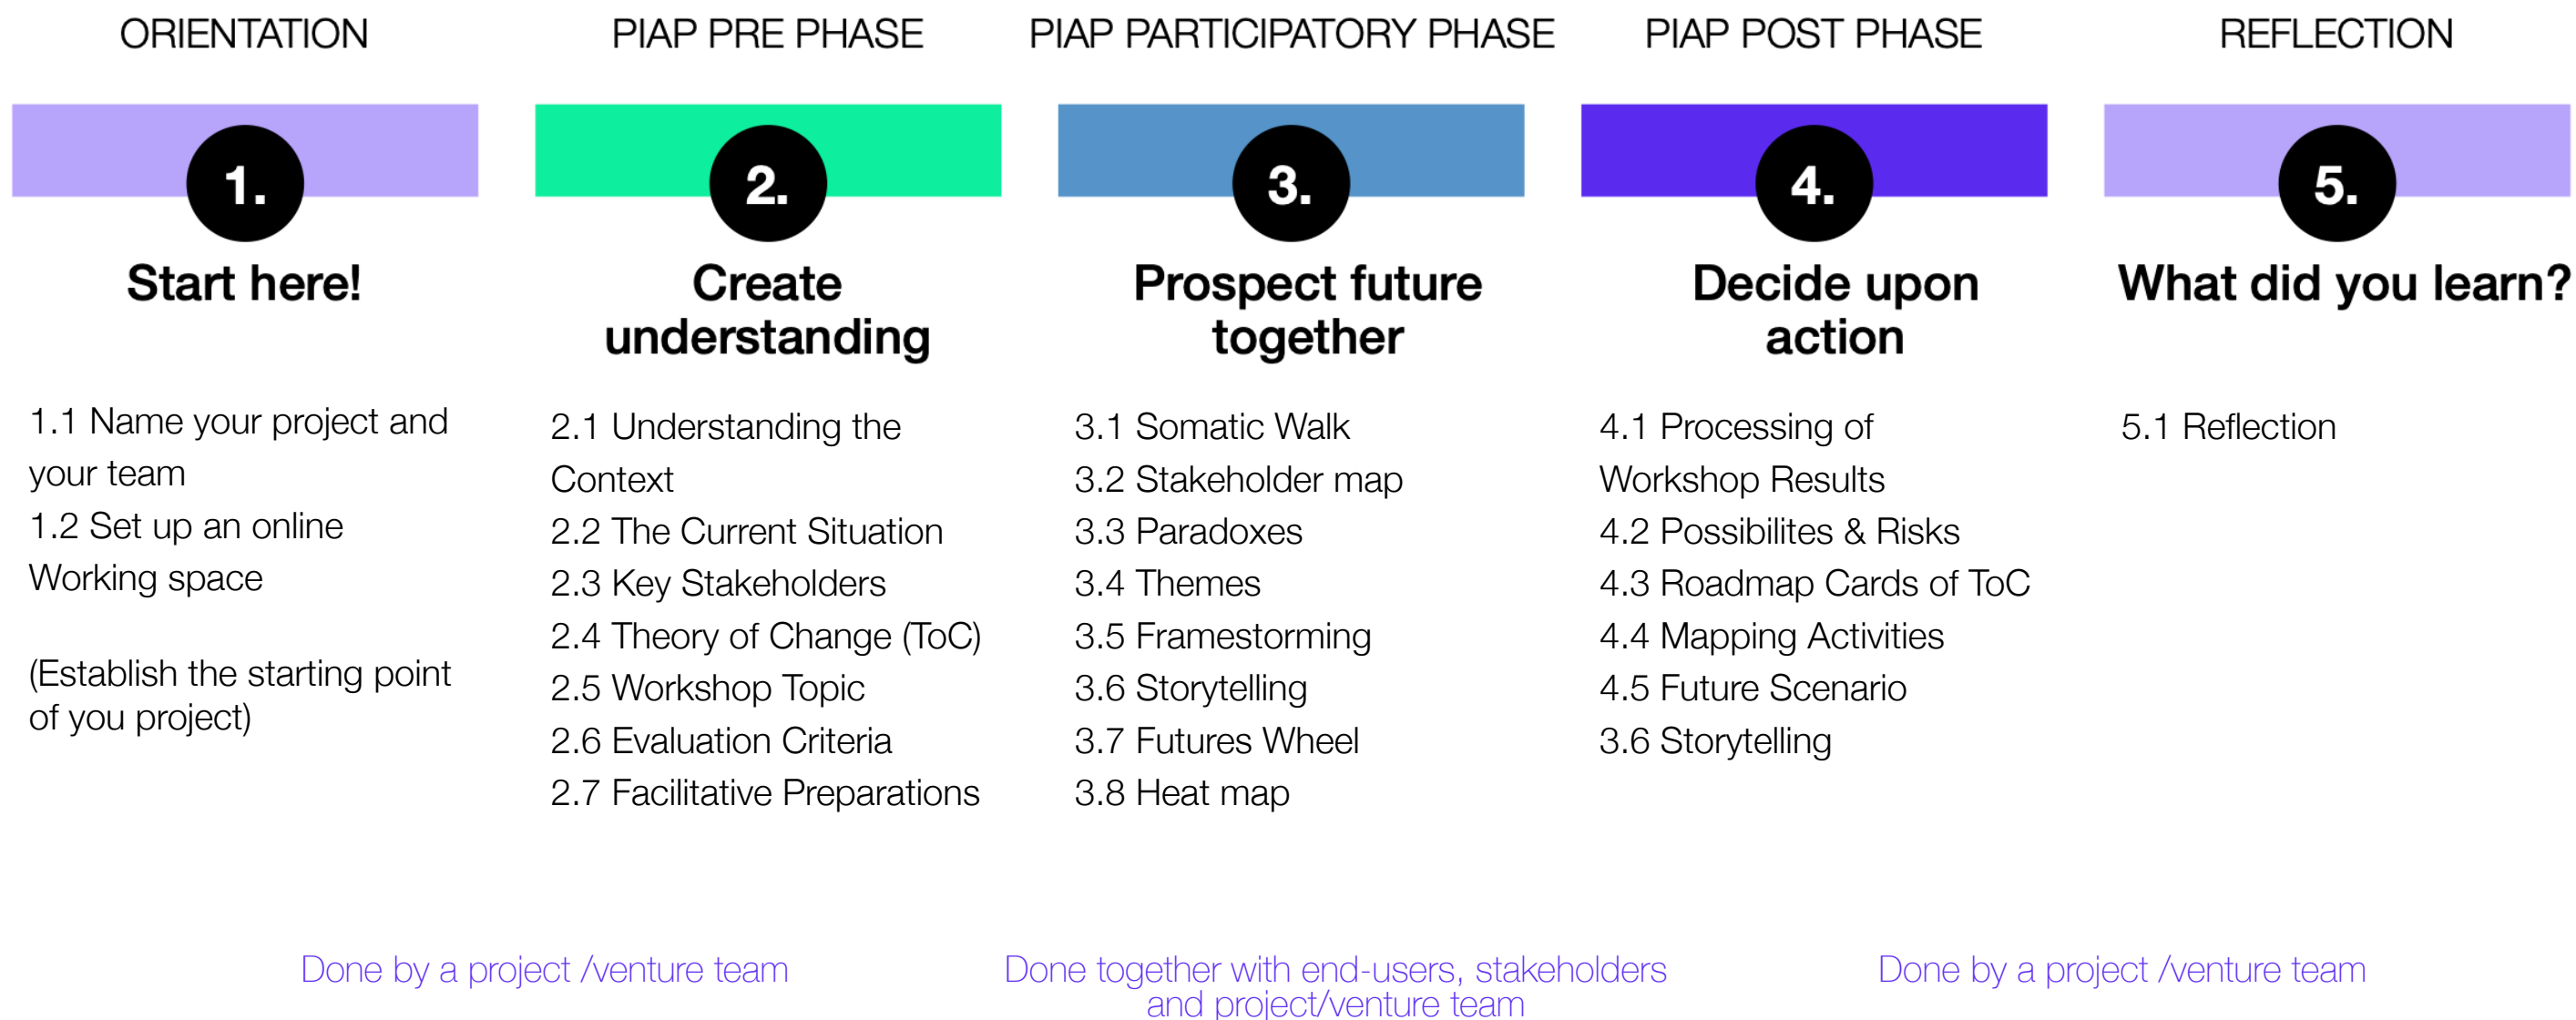 ORIENTATION
1.
Start here!
1.1 Name your project and
your team
1.2 Set up an online
Working space
(Establish the starting point
of you project)
PIAP PRE PHASE
2.
Create
understanding
2.1 Understanding the
Context
2.2 The Current Situation
2.3 Key Stakeholders
2.4 Theory of Change (ToC)
2.5 Workshop Topic
2.6 Evaluation Criteria
2.7 Facilitative Preparations
PIAP PARTICIPATORY PHASE
3.
Prospect future
together
3.1 Somatic Walk
3.2 Stakeholder map
3.3 Paradoxes
3.4 Themes
3.5 Framestorming
3.6 Storytelling
3.7 Futures Wheel
3.8 Heat map
PIAP POST PHASE
4.
Decide upon
action
4.1 Processing of
Workshop Results
4.2 Possibilites & Risks
4.3 Roadmap Cards of ToC
4.4 Mapping Activities
4.5 Future Scenario
3.6 Storytelling
REFLECTION
5.
What did you learn?
5.1 Reflection
Done by a project /venture team
Done together with end-users, stakeholders
and project/venture team
Done by a project /venture team